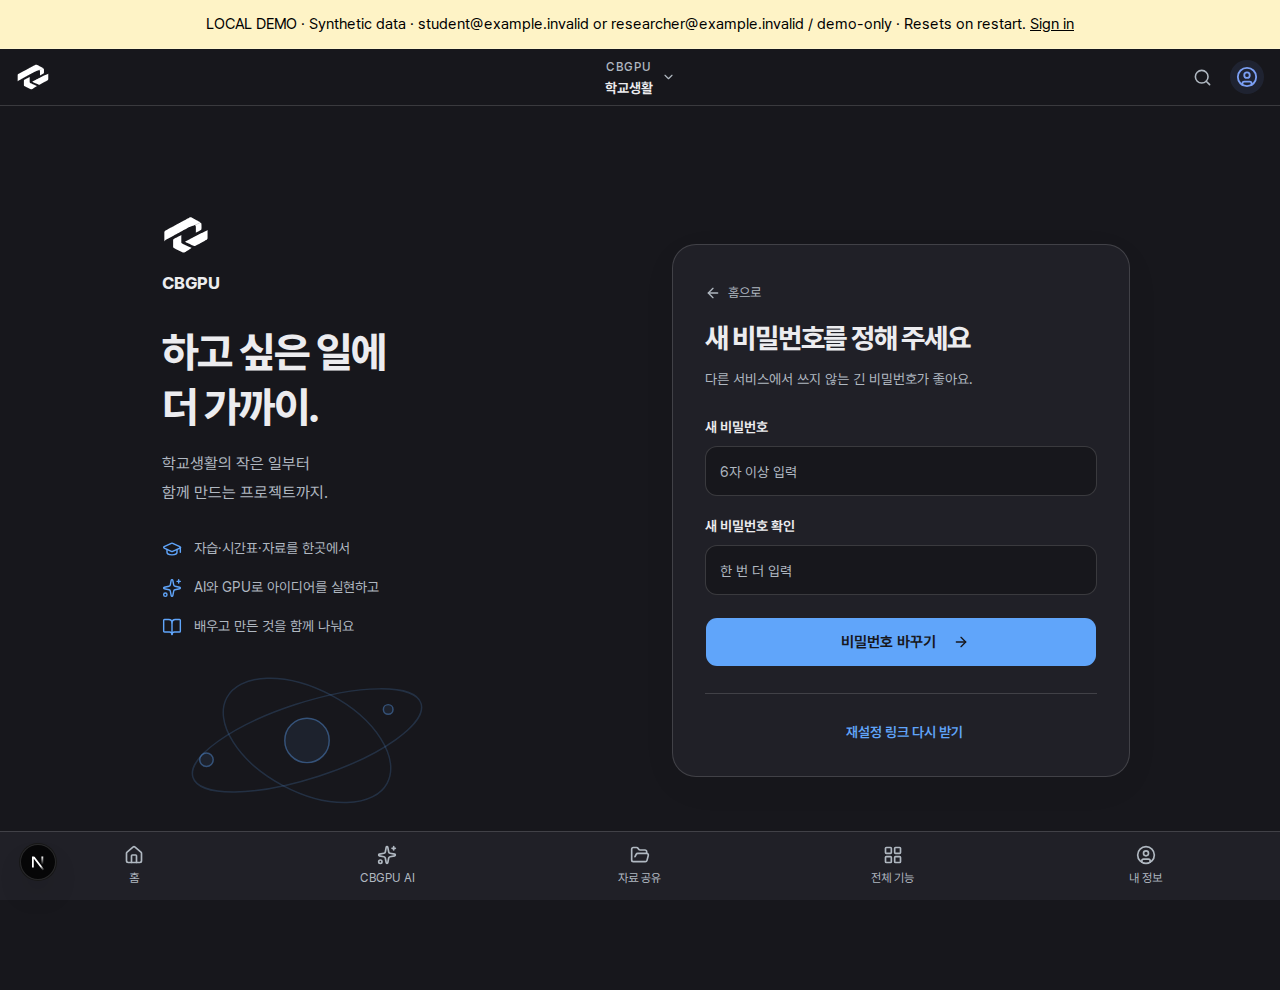 LOCAL DEMO · Synthetic data · student@example.invalid or researcher@example.invalid / demo-only · Resets on restart. Sign in
CBGPU
학교생활
CBGPU
하고 싶은 일에
더 가까이.
학교생활의 작은 일부터
함께 만드는 프로젝트까지.
자습·시간표·자료를 한곳에서
AI와 GPU로 아이디어를 실현하고
배우고 만든 것을 함께 나눠요
홈으로
새 비밀번호를 정해 주세요
다른 서비스에서 쓰지 않는 긴 비밀번호가 좋아요.
새 비밀번호
6자 이상 입력
새 비밀번호 확인
한 번 더 입력
비밀번호 바꾸기
재설정 링크 다시 받기
N
홈
CBGPU AI
자료 공유
전체 기능
내 정보